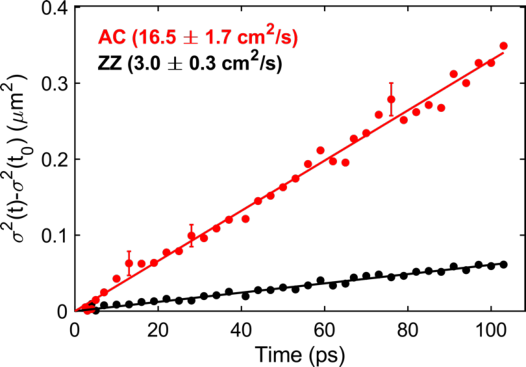 0.4
AC (16.5 ± 1.7 cm²/s)
ZZ (3.0 ± 0.3 cm²/s)
0.3
0.2
0.1
0
σ²(t)-σ²(t₀) (μm²)
0 20 40 60 80 100
Time (ps)